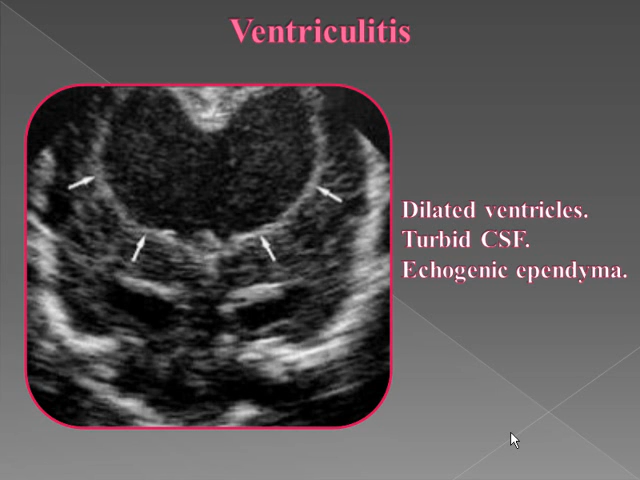 Ventriculitis
Dilated ventricles.
Turbid CSF.
Echogenic ependyma.